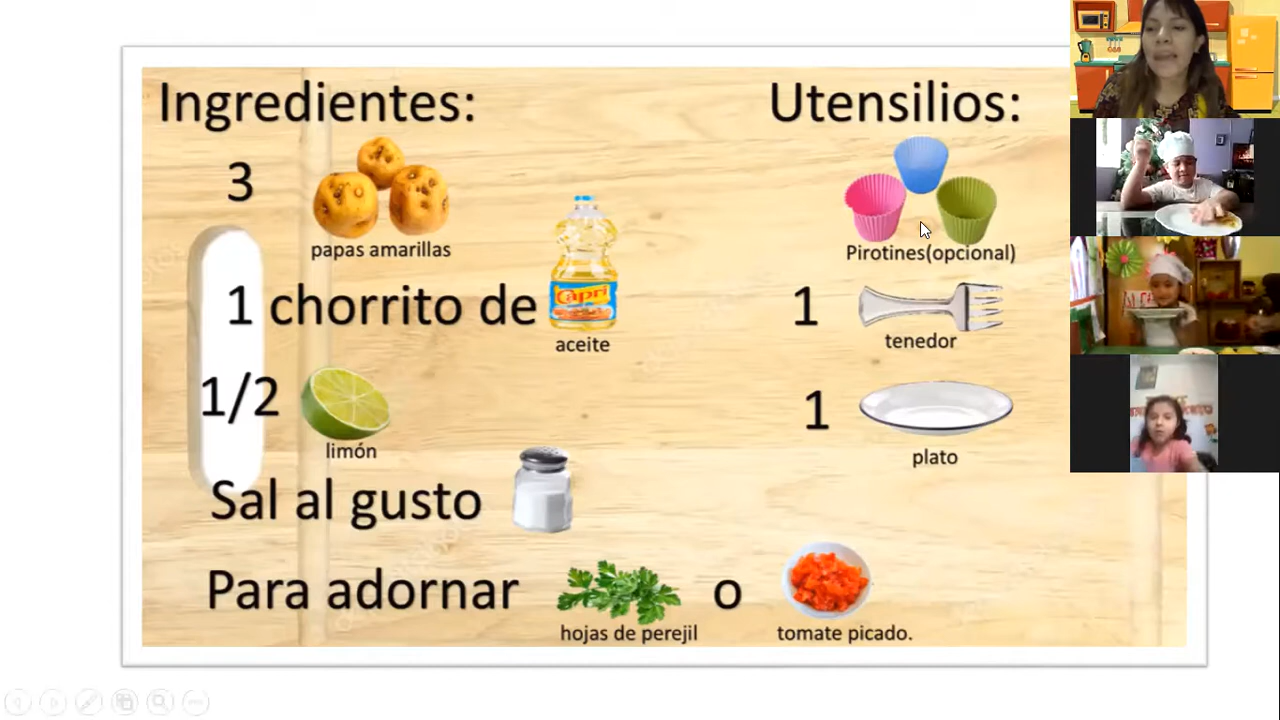 Ingredientes:
3
papas amarillas
1 chorrito de
Capri
aceite
1/2
limón
Sal al gusto
Para adornar
hojas de perejil
o
tomate picado.
Utensilios:
Pirotines(opcional)
1
tenedor
1
plato